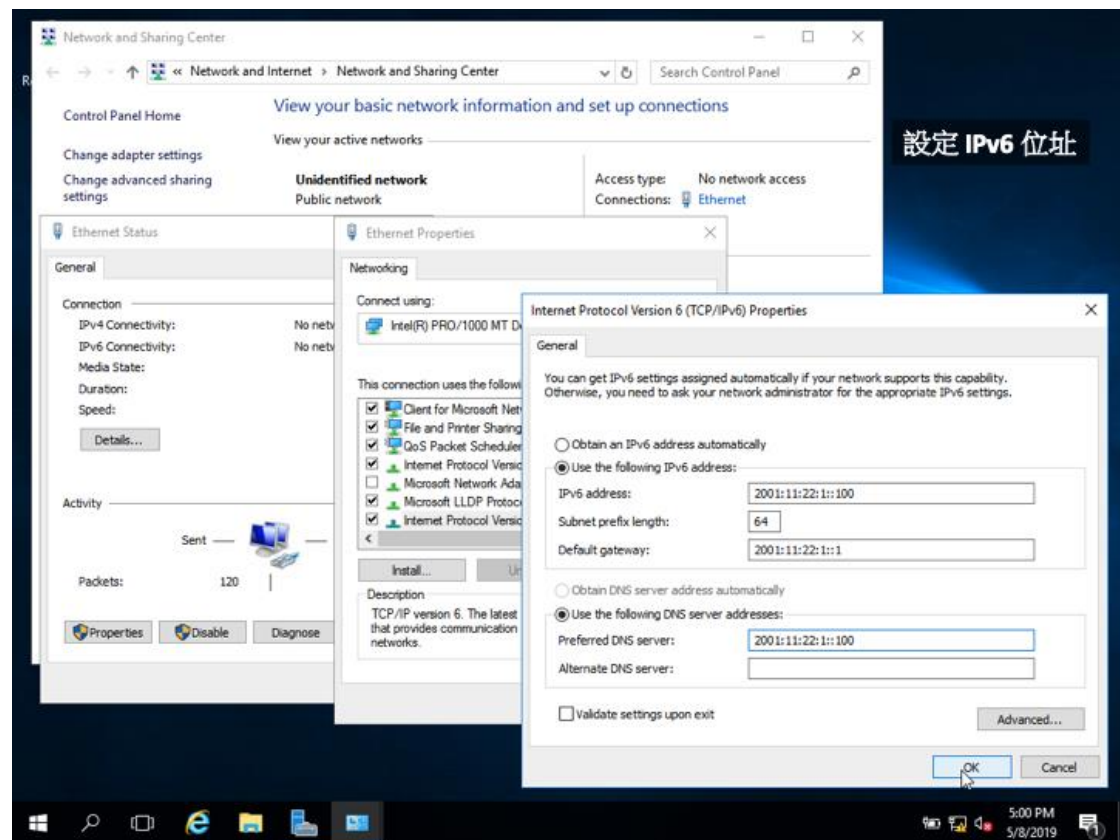 Network and Sharing Center
« Network and Internet › Network and Sharing Center
Search Control Panel
Control Panel Home
Change adapter settings
Change advanced sharing
settings
View your basic network information and set up connections
View your active networks
Unidentified network
Public network
Access type: No network access
Connections: Ethernet
設定 IPv6 位址
Ethernet Status
General
Connection
IPv4 Connectivity: No netw
IPv6 Connectivity: No netw
Media State:
Duration:
Speed:
Details...
Activity
Sent
Packets: 120
Properties
Disable
Diagnose
Ethernet Properties
Networking
Connect using:
Intel(R) PRO/1000 MT D
This connection uses the followi
Client for Microsoft Net
File and Printer Sharing
QoS Packet Scheduler
Internet Protocol Versio
Microsoft Network Ada
Microsoft LLDP Protoco
Internet Protocol Versio
Install...
Un
Description
TCP/IP version 6. The latest
that provides communication
networks.
Internet Protocol Version 6 (TCP/IPv6) Properties
General
You can get IPv6 settings assigned automatically if your network supports this capability.
Otherwise, you need to ask your network administrator for the appropriate IPv6 settings.
Obtain an IPv6 address automatically
Use the following IPv6 address:
IPv6 address: 2001:11:22:1::100
Subnet prefix length: 64
Default gateway: 2001:11:22:1::1
Obtain DNS server address automatically
Use the following DNS server addresses:
Preferred DNS server: 2001:11:22:1::100
Alternate DNS server:
Validate settings upon exit
Advanced...
OK
Cancel
5:00 PM
5/8/2019